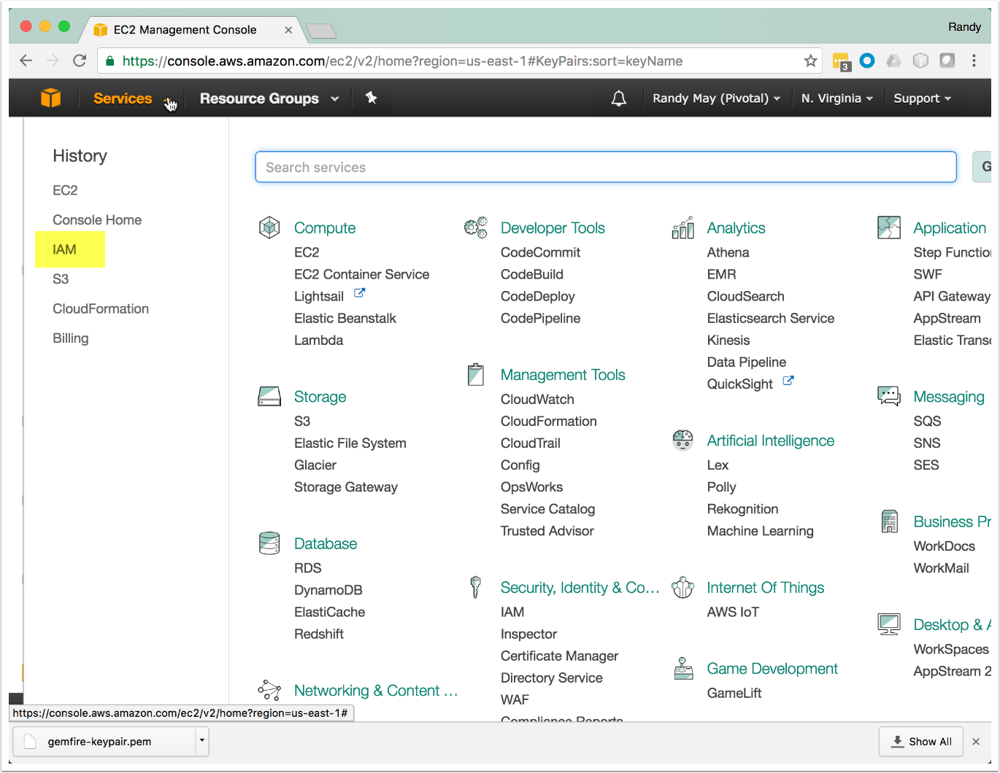 EC2 Management Console
Randy
https://console.aws.amazon.com/ec2/v2/home?region=us-east-1#KeyPairs:sort=keyName
3
Services
Resource Groups
Randy May (Pivotal)
N. Virginia
Support
History
EC2
Console Home
IAM
S3
CloudFormation
Billing
Search services
G
Compute
EC2
EC2 Container Service
Lightsail
Elastic Beanstalk
Lambda
Storage
S3
Elastic File System
Glacier
Storage Gateway
Database
RDS
DynamoDB
ElastiCache
Redshift
Networking & Content ...
Developer Tools
CodeCommit
CodeBuild
CodeDeploy
CodePipeline
Management Tools
CloudWatch
CloudFormation
CloudTrail
Config
OpsWorks
Service Catalog
Trusted Advisor
Security, Identity & Co...
IAM
Inspector
Certificate Manager
Directory Service
WAF
Compliance Reports
Analytics
Athena
EMR
CloudSearch
Elasticsearch Service
Kinesis
Data Pipeline
QuickSight
Artificial Intelligence
Lex
Polly
Rekognition
Machine Learning
Internet Of Things
AWS IoT
Game Development
GameLift
Application
Step Functio
SWF
API Gateway
AppStream
Elastic Transc
Messaging
SQS
SNS
SES
Business Pr
WorkDocs
WorkMail
Desktop & A
WorkSpaces
AppStream 2
https://console.aws.amazon.com/ec2/v2/home?region=us-east-1#
gemfire-keypair.pem
Show All